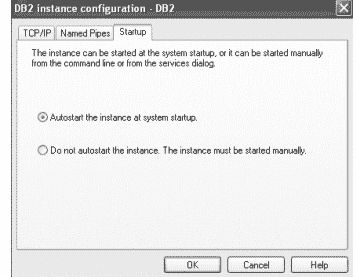 DB2 instance configuration - DB2
TCP/IP Named Pipes Startup
The instance can be started at the system startup, or it can be started manually
from the command line or from the services dialog.
Autostart the instance at system startup.
Do not autostart the instance. The instance must be started manually.
OK Cancel Help